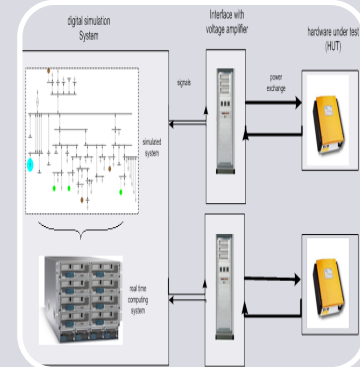 digital simulation
System
Interface with
voltage amplifier
hardware under test
(HUT)
signals
power
exchange
simulated
system
real time
computing
system